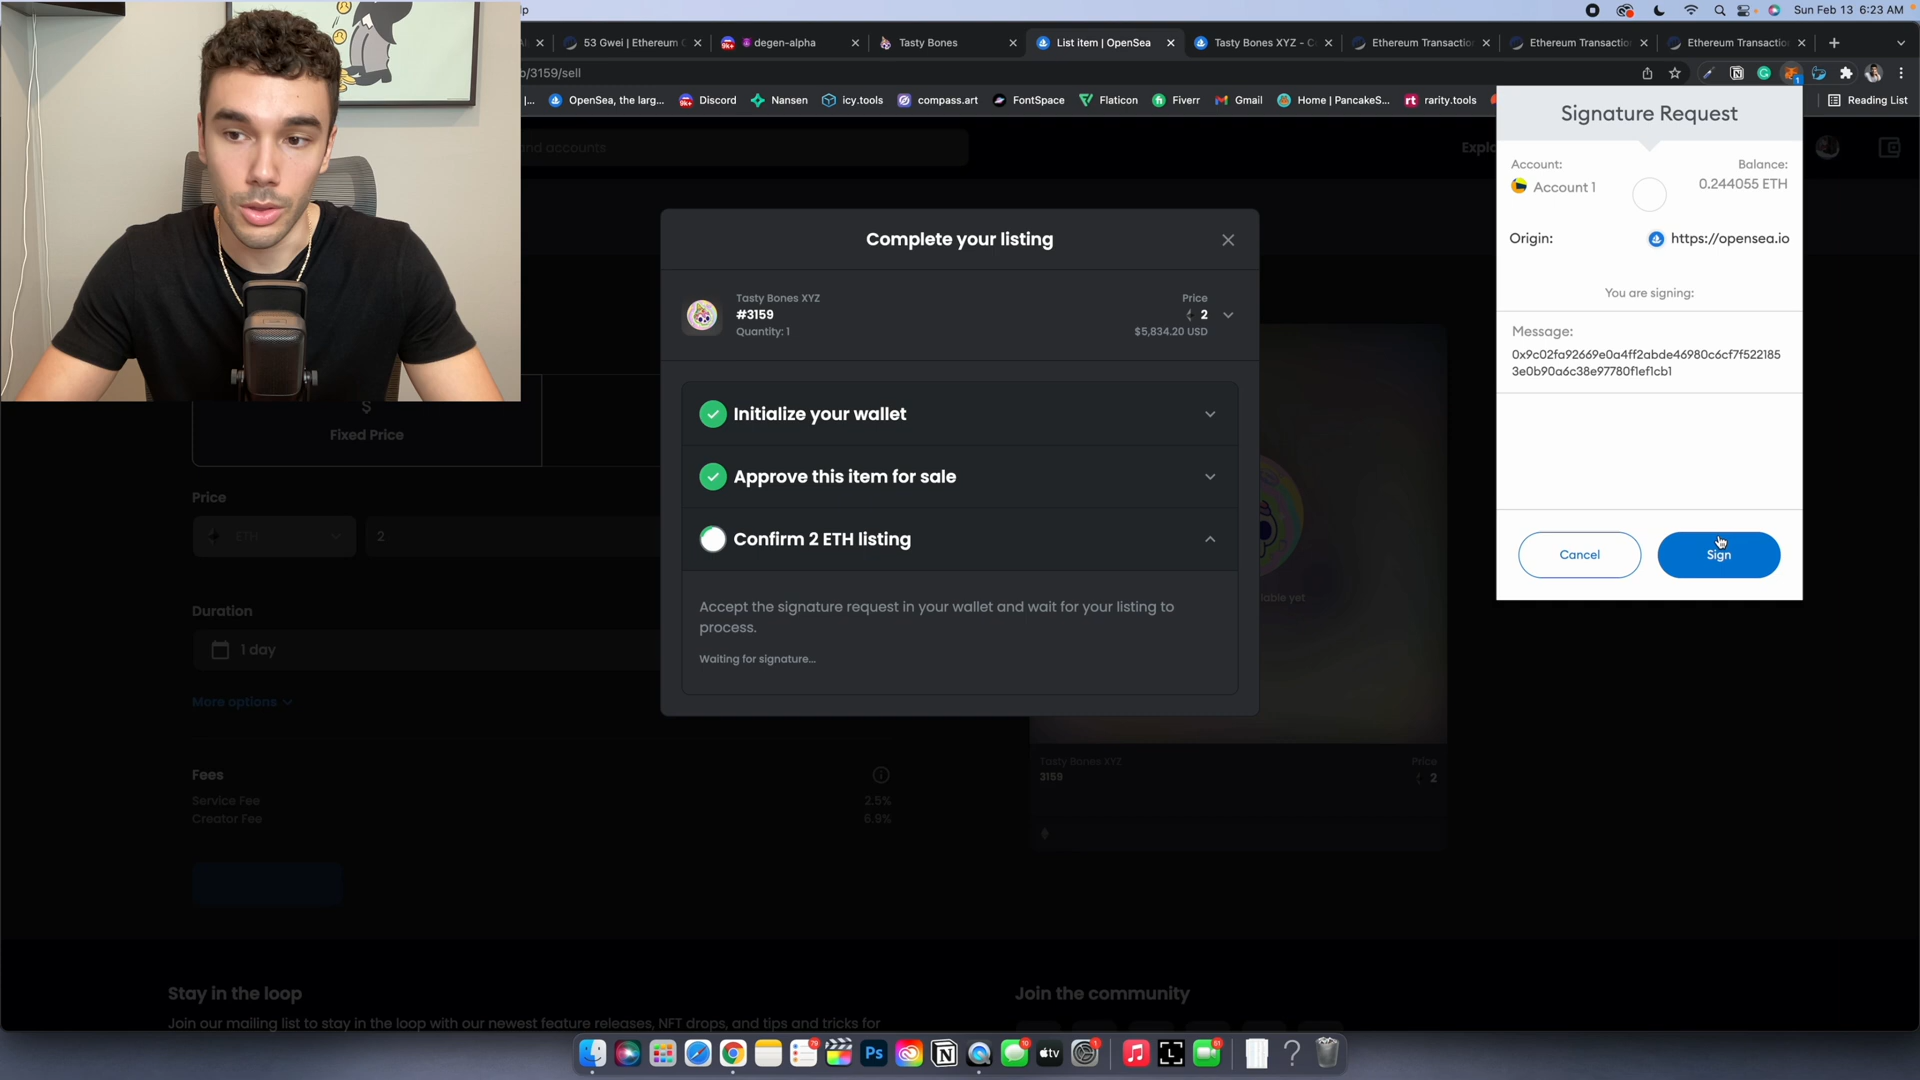 lp
Sun Feb 13 6:23 AM
53 Gwei | Ethereum G
degen-alpha
Tasty Bones
List item | OpenSea
Tasty Bones XYZ - C
Ethereum Transactio
Ethereum Transactio
Ethereum Transactio
/3159/sell
OpenSea, the larg...
Discord
Nansen
icy.tools
compass.art
FontSpace
Flaticon
Fiverr
Gmail
Home | PancakeS...
rarity.tools
Reading List
and accounts
Explo
Signature Request
Account:
Balance:
Account 1
0.244055 ETH
Origin:
https://opensea.io
You are signing:
Message:
0x9c02fa92669e0a4ff2abde46980c6cf7f522185
3e0b90a6c38e97780f1ef1cb1
Cancel
Sign
Complete your listing
Tasty Bones XYZ
#3159
Quantity: 1
Price
2
$5,834.20 USD
Initialize your wallet
Approve this item for sale
Confirm 2 ETH listing
Accept the signature request in your wallet and wait for your listing to
process.
Waiting for signature...
$
Fixed Price
Price
ETH
2
Duration
1 day
More options
Fees
Service Fee
2.5%
Creator Fee
6.9%
able yet
Tasty Bones XYZ
3159
Price
2
Stay in the loop
Join our mailing list to stay in the loop with our newest feature releases, NFT drops, and tips and tricks for
Join the community